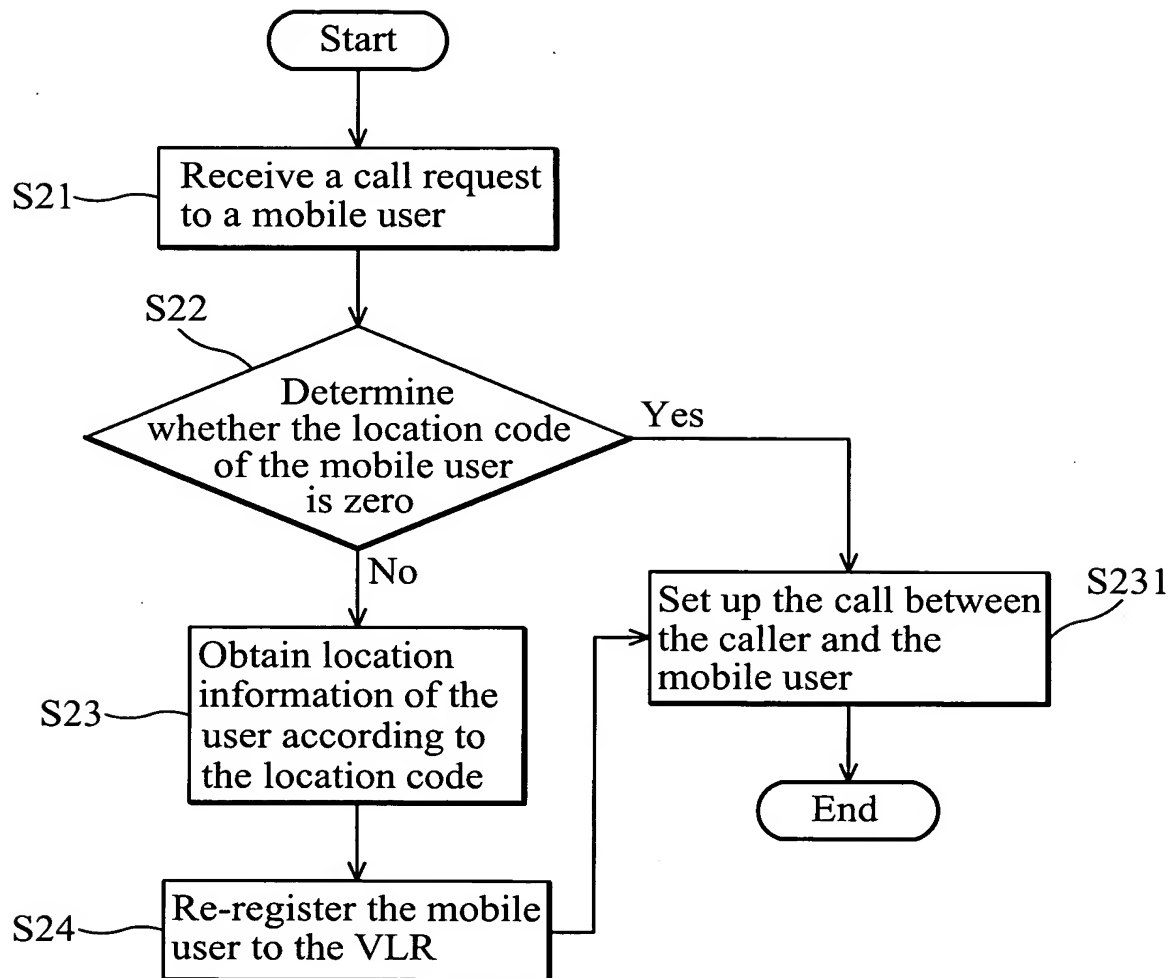 Start
S21
Receive a call request
to a mobile user
S22
Determine
whether the location code
of the mobile user
is zero
Yes
No
S23
Obtain location
information of the
user according to
the location code
Set up the call between
the caller and the
mobile user
S231
End
S24
Re-register the mobile
user to the VLR